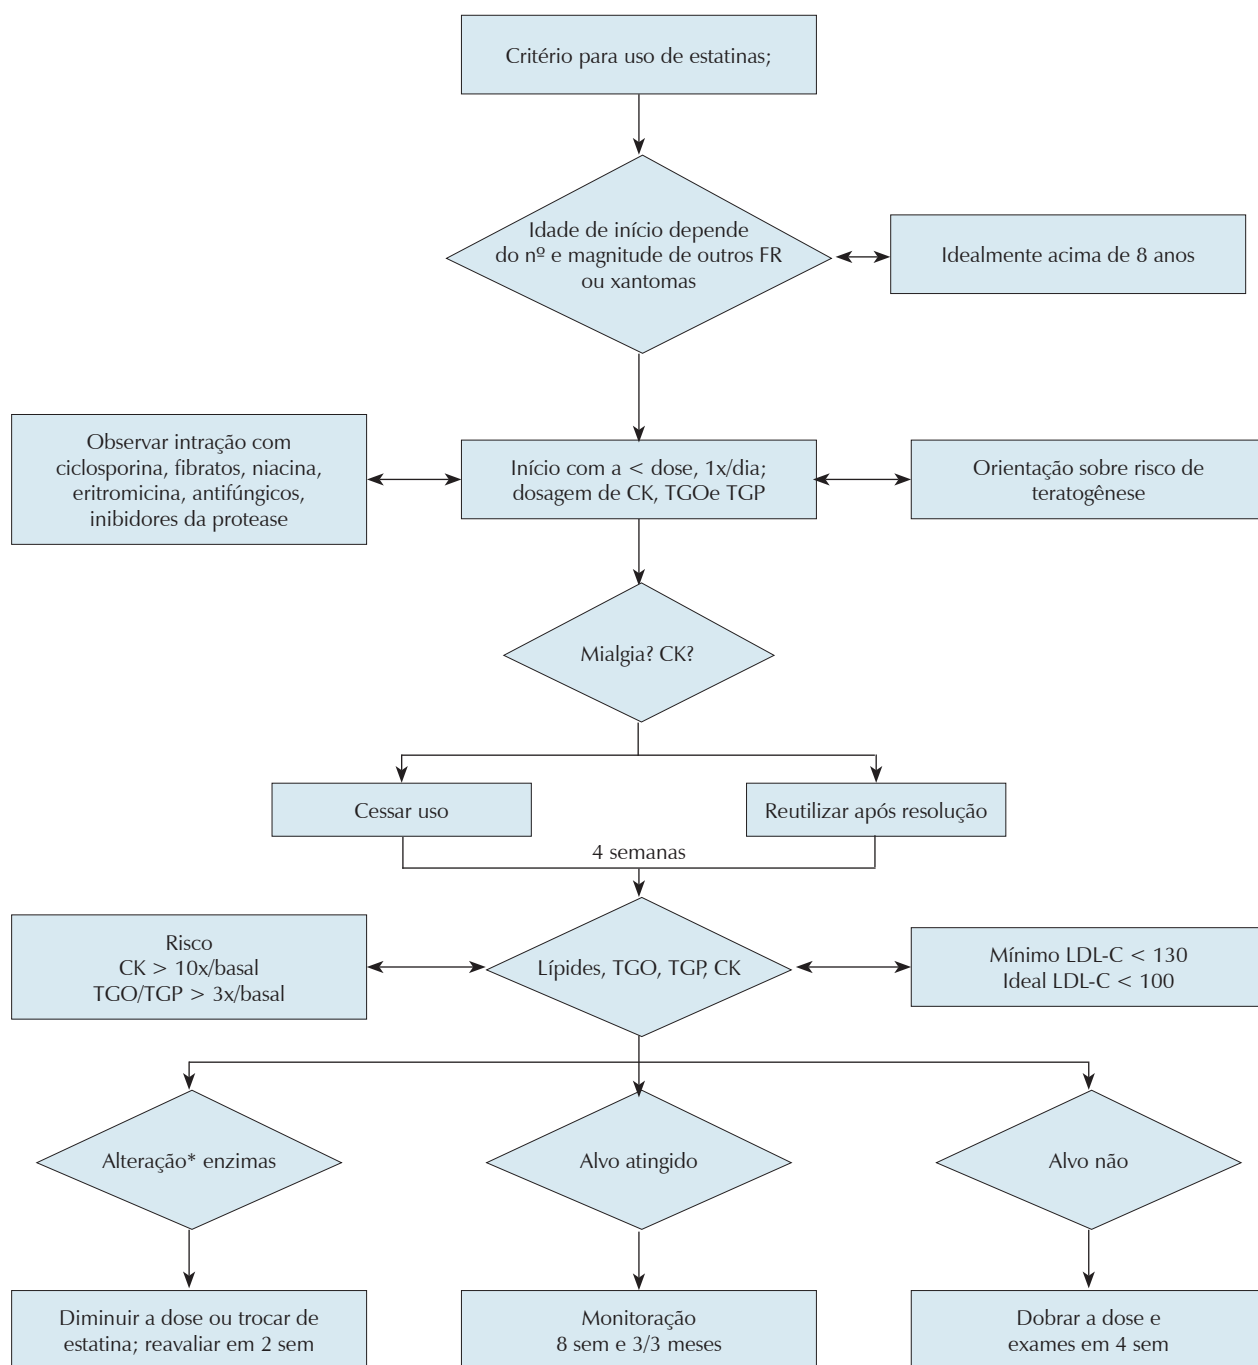 Critério para uso de estatinas;
Idade de início depende
do nº e magnitude de outros FR
ou xantomas
Idealmente acima de 8 anos
Observar intração com
ciclosporina, fibratos, niacina,
eritromicina, antifúngicos,
inibidores da protease
Início com a < dose, 1x/dia;
dosagem de CK, TGOe TGP
Orientação sobre risco de
teratogênese
Mialgia? CK?
Cessar uso
Reutilizar após resolução
4 semanas
Risco
CK > 10x/basal
TGO/TGP > 3x/basal
Lípides, TGO, TGP, CK
Mínimo LDL-C < 130
Ideal LDL-C < 100
Alteração* enzimas
Alvo atingido
Alvo não
Diminuir a dose ou trocar de
estatina; reavaliar em 2 sem
Monitoração
8 sem e 3/3 meses
Dobrar a dose e
exames em 4 sem